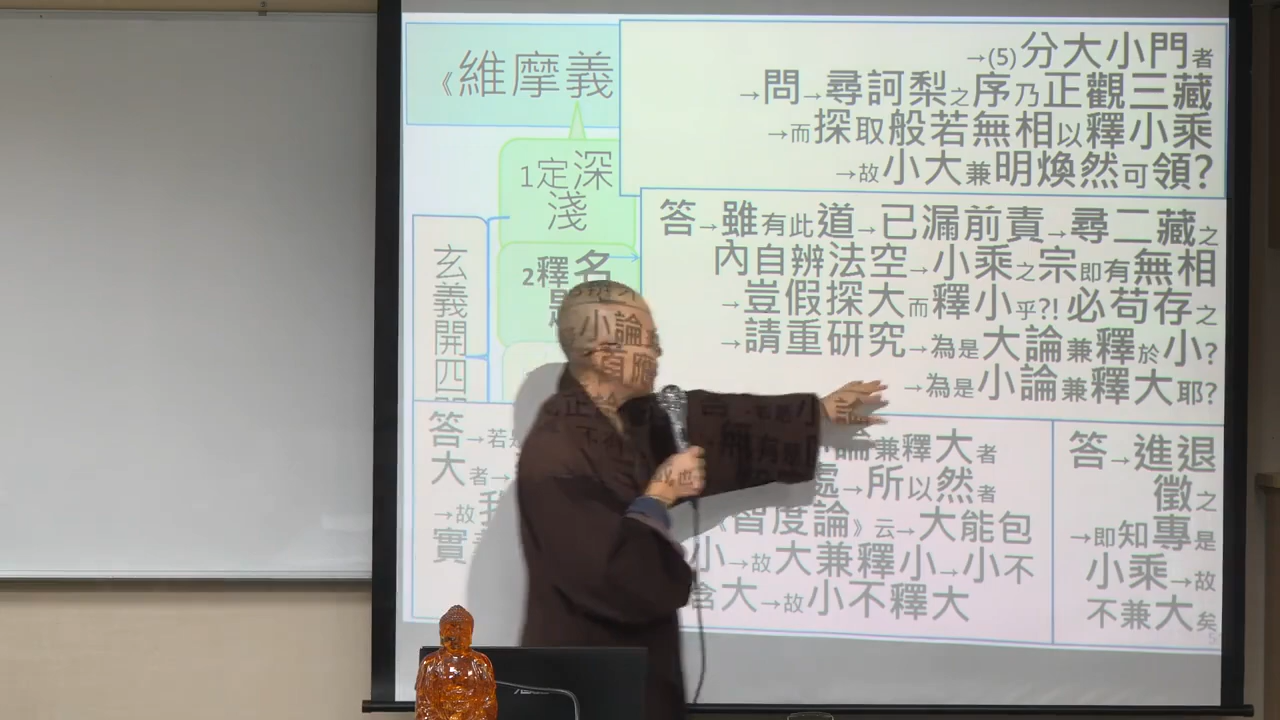 《維摩義
→(5)分大小門者
→問→尋訶梨之序乃正觀三藏
→而探取般若無相以釋小乘
→故小大兼明煥然可領?
1定深
淺
2釋名
玄
義
開
四
答→雖有此道→已漏前責→尋二藏之
內自辨法空→小乘之宗即有無相
→豈假探大而釋小乎?!必苟存之
→請重研究→為是大論兼釋於小?
→為是小論兼釋大耶?
答→若
大者→
→故
實
論兼釋大者
處→所以然者
《智度論》云→大能包
小→故大兼釋小→小不
含大→故小不釋大
答→進退
徵之
→即知專是
小乘→故
不兼大矣